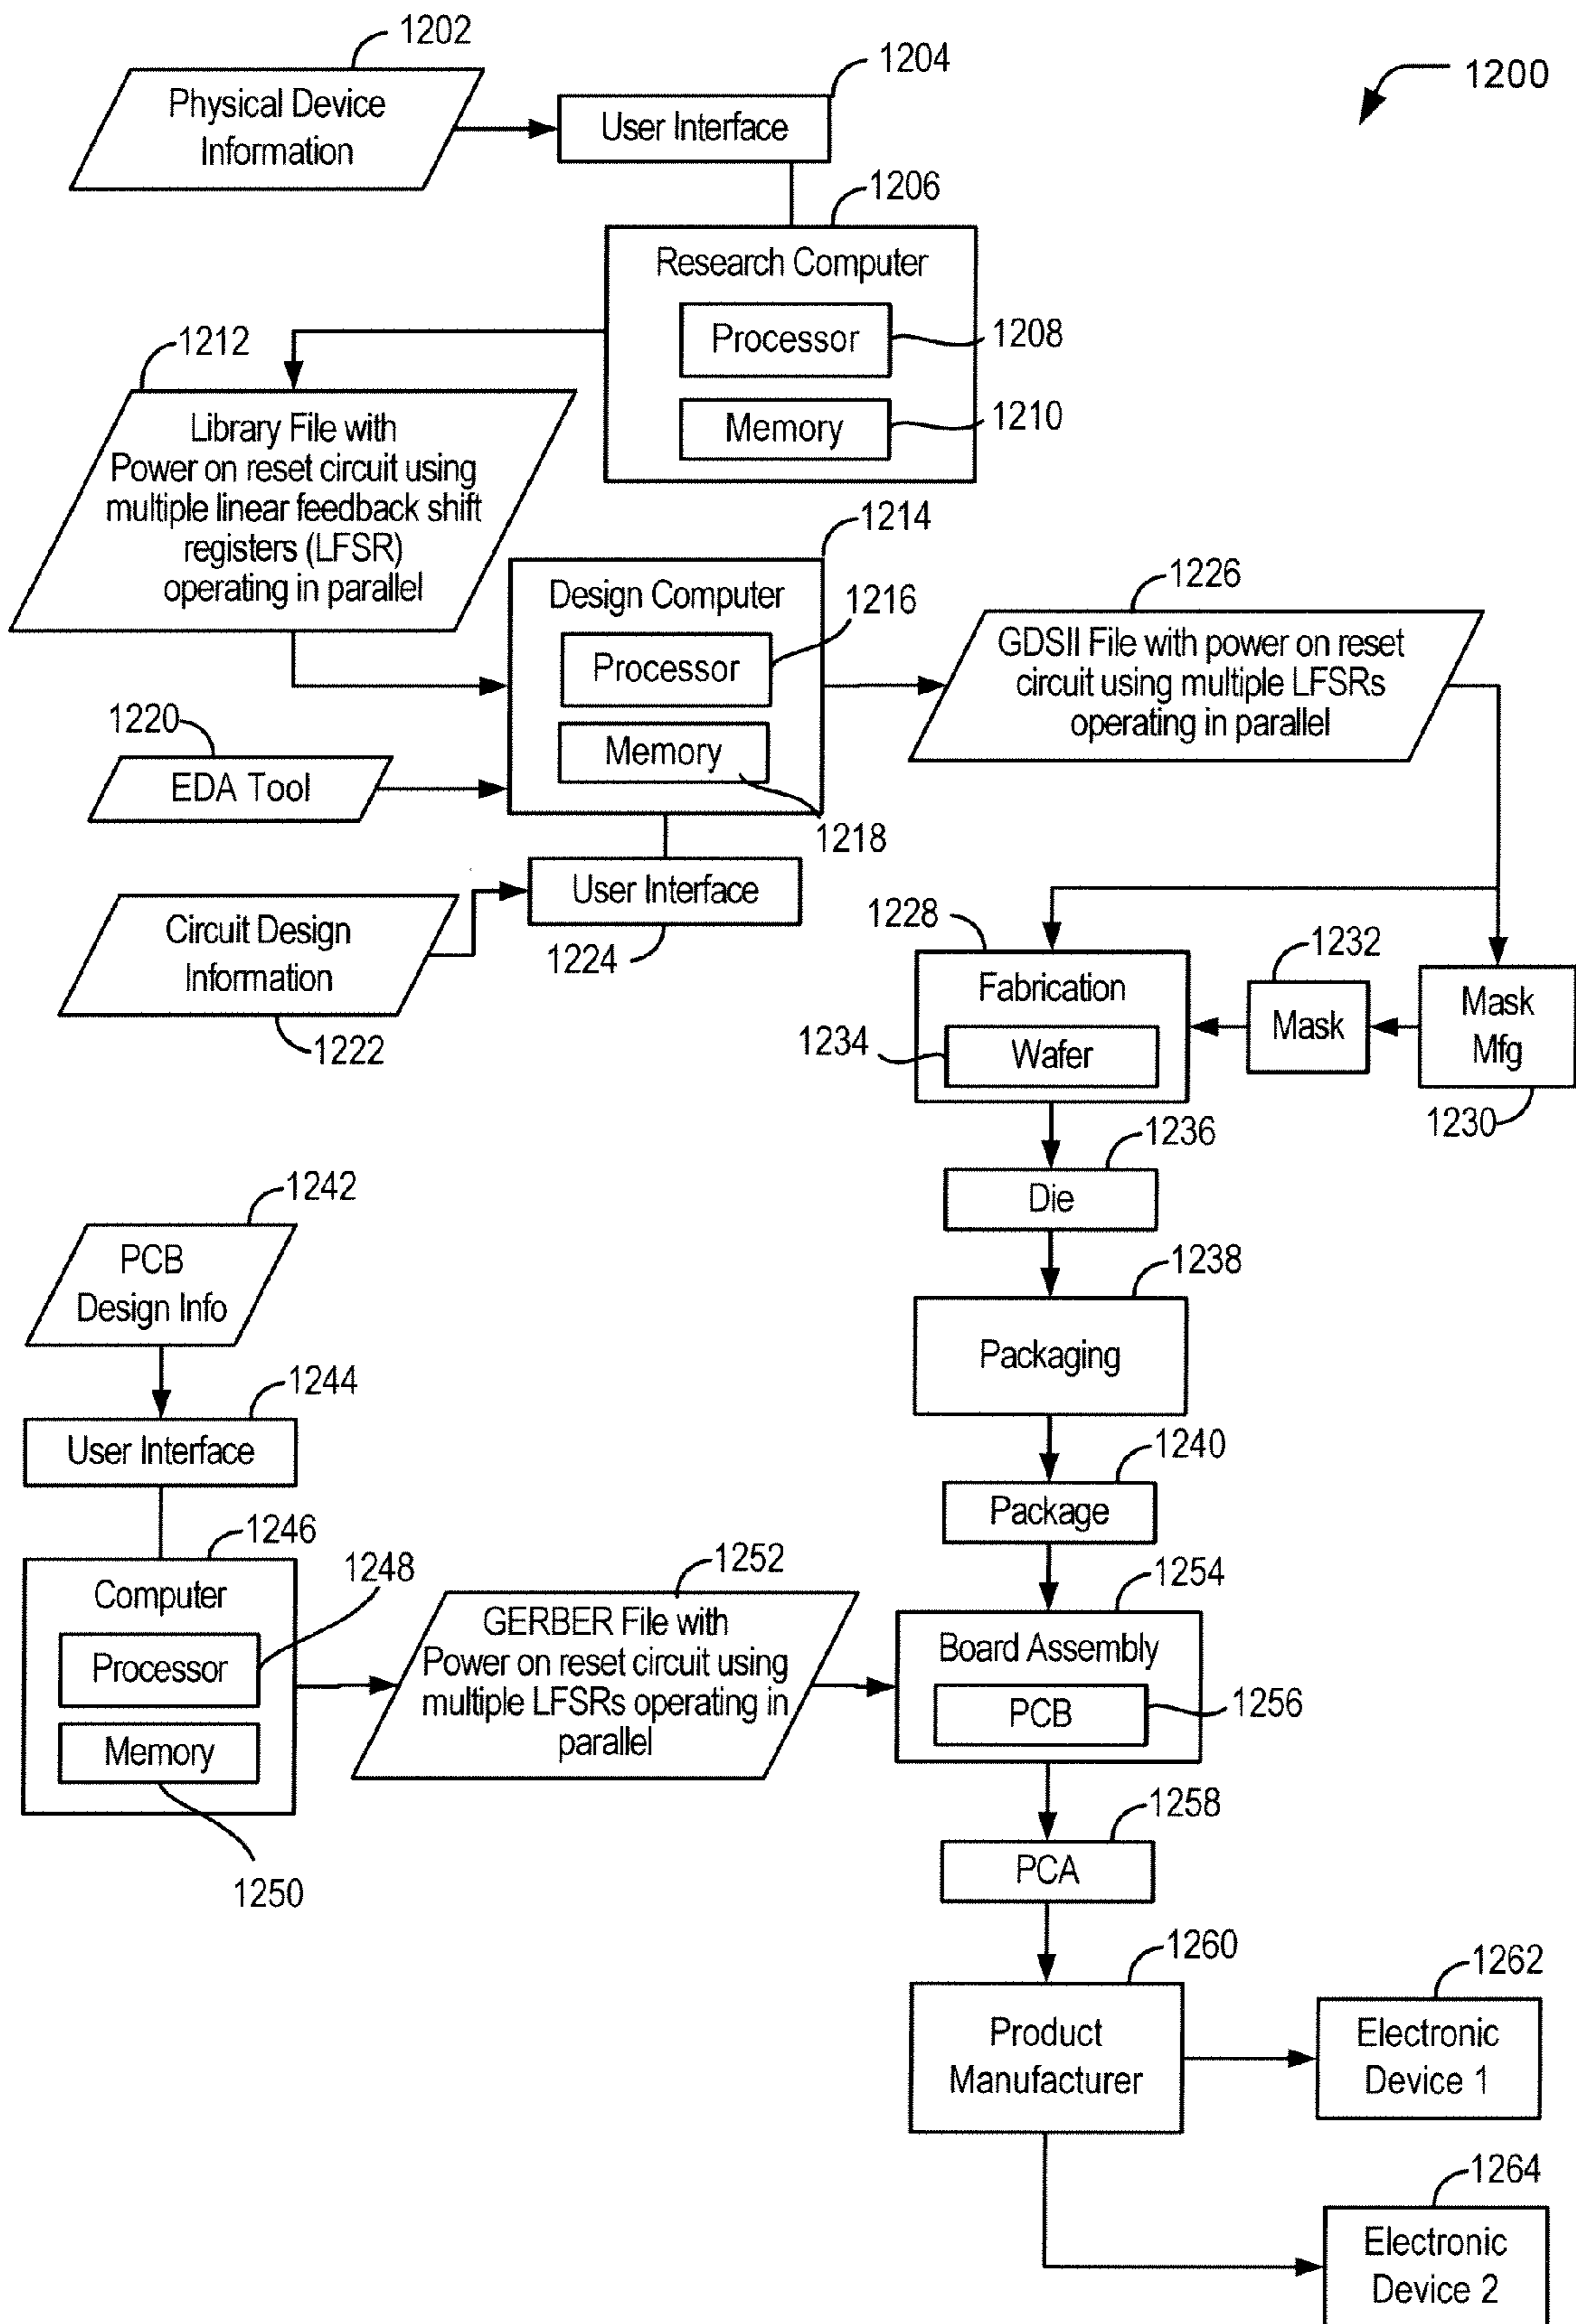 1202
Physical Device
Information
1204
User Interface
1200
1206
Research Computer
Processor
1208
Memory
1210
1212
Library File with
Power on reset circuit using
multiple linear feedback shift
registers (LFSR)
operating in parallel
1214
Design Computer
1216
Processor
Memory
1218
1226
GDSII File with power on reset
circuit using multiple LFSRs
operating in parallel
1220
EDA Tool
User Interface
1224
Circuit Design
Information
1222
1228
Fabrication
1234
Wafer
1232
Mask
Mask
Mfg
1230
1236
Die
1238
Packaging
1240
Package
1242
PCB
Design Info
1244
User Interface
1246
Computer
1248
Processor
Memory
1250
1252
GERBER File with
Power on reset circuit using
multiple LFSRs operating in
parallel
1254
Board Assembly
PCB
1256
1258
PCA
1260
Product
Manufacturer
1262
Electronic
Device 1
1264
Electronic
Device 2